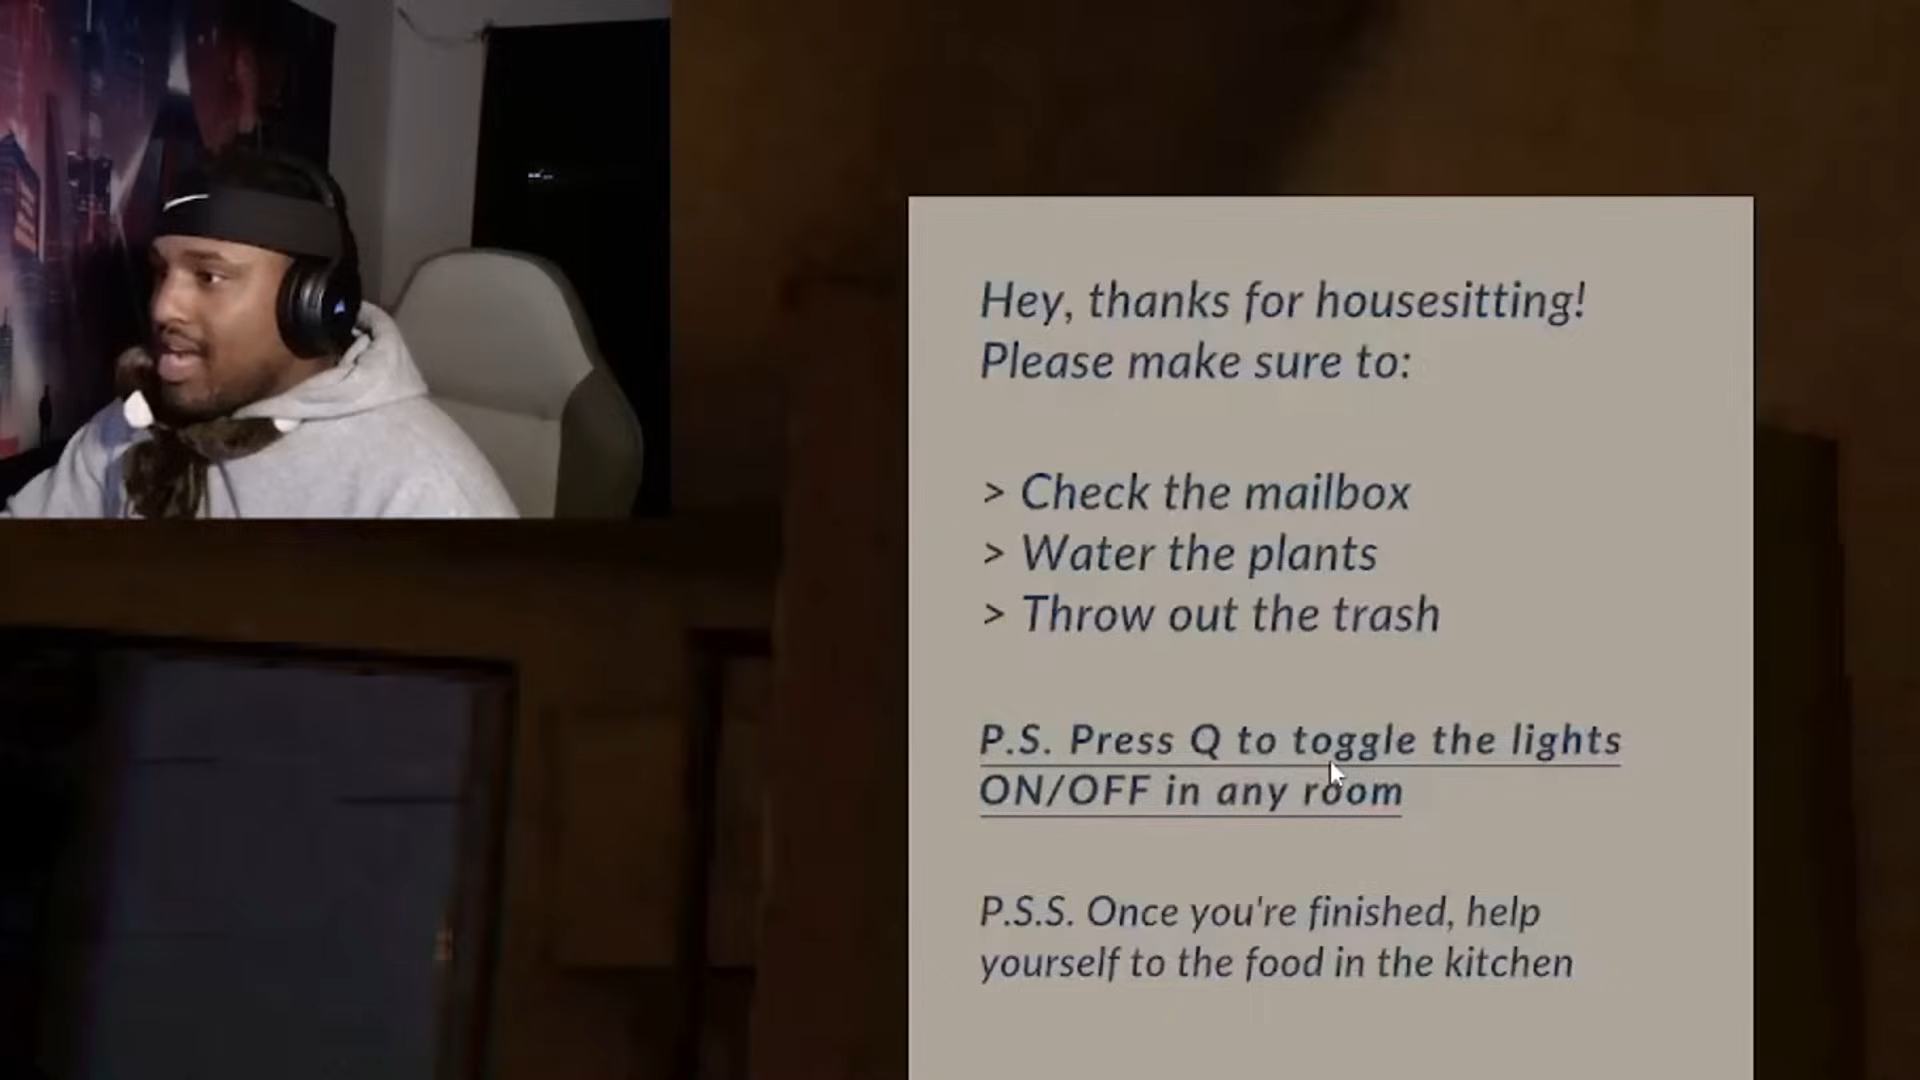 Hey, thanks for housesitting!
Please make sure to:
> Check the mailbox
> Water the plants
> Throw out the trash
P.S. Press Q to toggle the lights
ON/OFF in any room
P.S.S. Once you're finished, help
yourself to the food in the kitchen